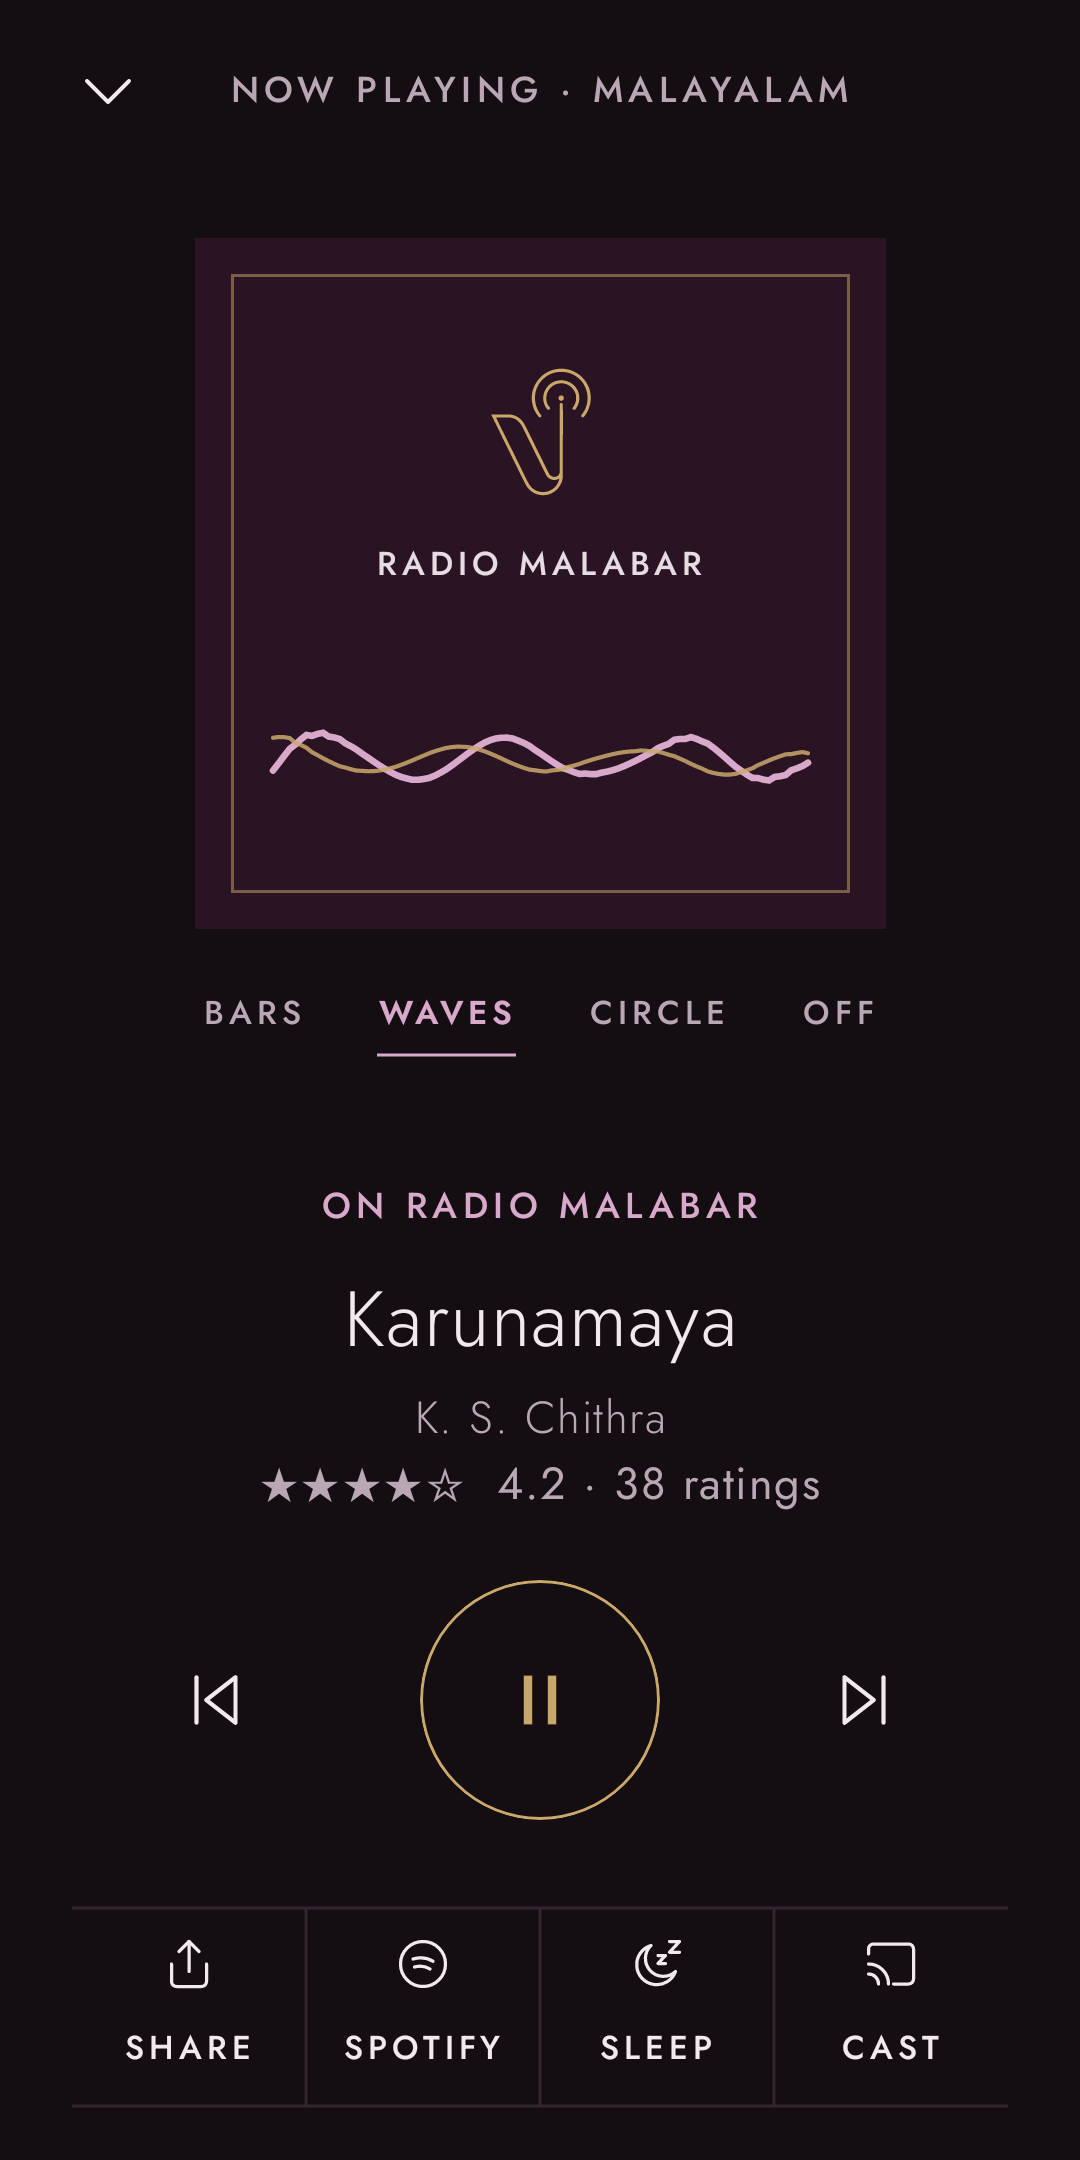 NOW PLAYING · MALAYALAM
RADIO MALABAR
BARS WAVES CIRCLE OFF
ON RADIO MALABAR
Karunamaya
K. S. Chithra
★★★★☆ 4.2 · 38 ratings
SHARE SPOTIFY SLEEP CAST